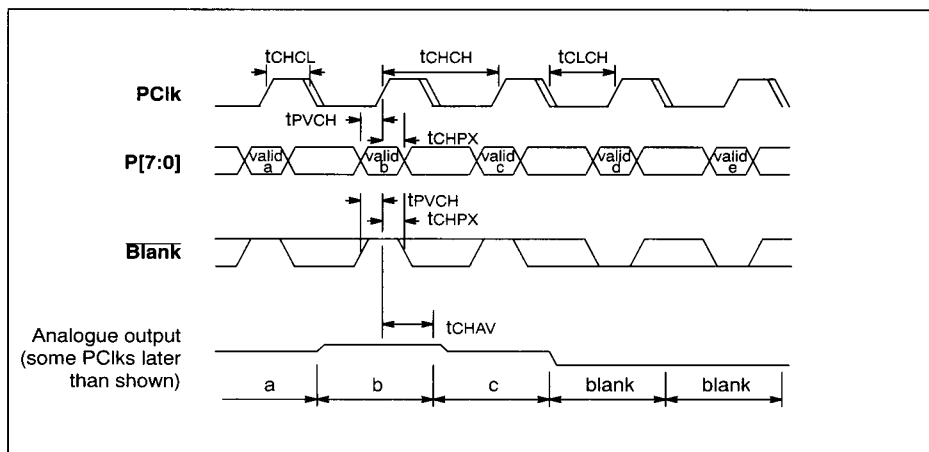 tCHCL tCHCH tCLCH
PClk
tPVCH
tCHPX
P[7:0] valid a valid b valid c valid d valid e
tPVCH
tCHPX
Blank
tCHAV
Analogue output
(some PClks later
than shown)
a b c blank blank